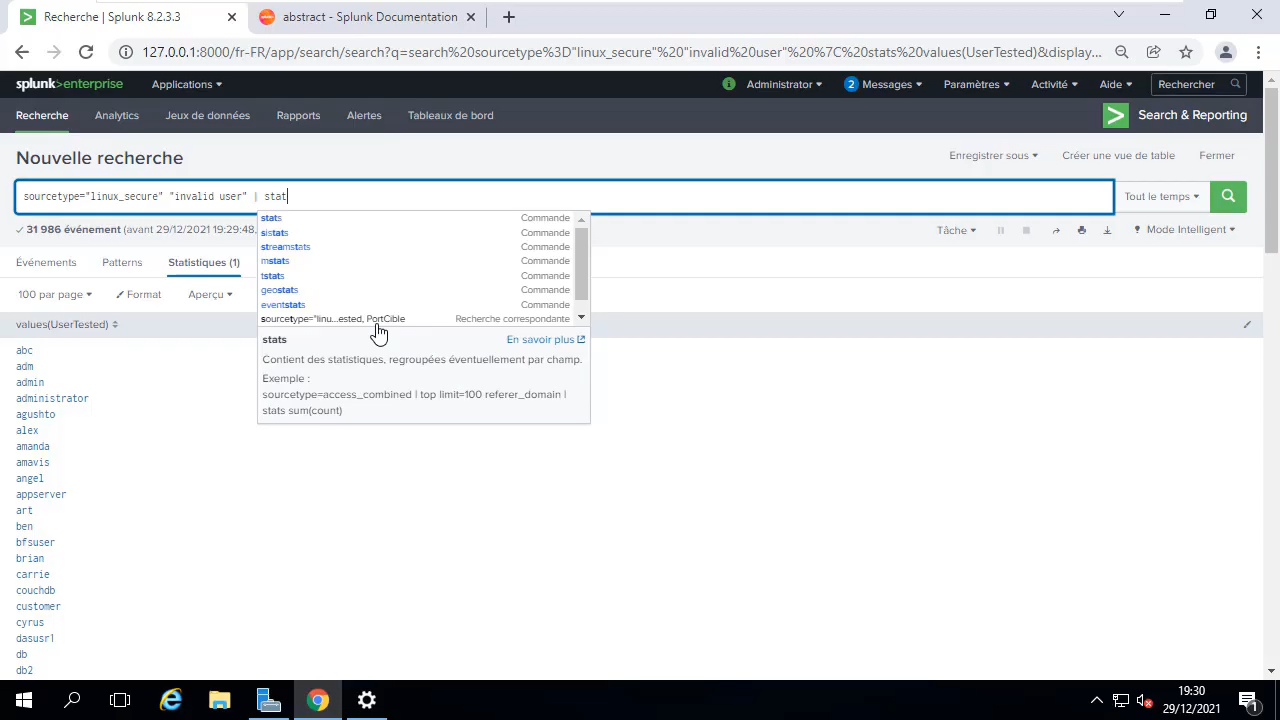 Recherche | Splunk 8.2.3.3
abstract - Splunk Documentation
127.0.0.1:8000/fr-FR/app/search/search?q=search%20sourcetype%3D"linux_secure"%20"invalid%20user"%20%7C%20stats%20values(UserTested)&display...
splunk>enterprise
Applications
Administrator
2 Messages
Paramètres
Activité
Aide
Rechercher
Recherche
Analytics
Jeux de données
Rapports
Alertes
Tableaux de bord
Search & Reporting
Nouvelle recherche
Enregistrer sous
Créer une vue de table
Fermer
sourcetype="linux_secure" "invalid user" | stat
Tout le temps
31 986 événement (avant 29/12/2021 19:29:48,
Tâche
Mode Intelligent
stats Commande
sistats Commande
streamstats Commande
mstats Commande
tstats Commande
geostats Commande
eventstats Commande
sourcetype="linu...ested, PortCible Recherche correspondante
stats
En savoir plus
Contient des statistiques, regroupées éventuellement par champ.
Exemple :
sourcetype=access_combined | top limit=100 referer_domain |
stats sum(count)
Événements
Patterns
Statistiques (1)
100 par page
Format
Aperçu
values(UserTested)
abc
adm
admin
administrator
agushto
alex
amanda
amavis
angel
appserver
art
ben
bfsuser
brian
carrie
couchdb
customer
cyrus
dasusr1
db
db2
19:30
29/12/2021
1